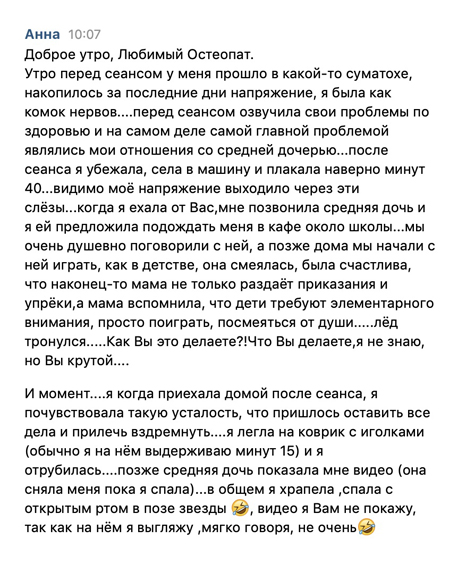 Анна 10:07
Доброе утро, Любимый Остеопат.
Утро перед сеансом у меня прошло в какой-то суматохе,
накопилось за последние дни напряжение, я была как
комок нервов....перед сеансом озвучила свои проблемы по
здоровью и на самом деле самой главной проблемой
являлись мои отношения со средней дочерью...после
сеанса я убежала, села в машину и плакала наверно минут
40...видимо моё напряжение выходило через эти
слёзы...когда я ехала от Вас,мне позвонила средняя дочь и
я ей предложила подождать меня в кафе около школы...мы
очень душевно поговорили с ней, а позже дома мы начали с
ней играть, как в детстве, она смеялась, была счастлива,
что наконец-то мама не только раздаёт приказания и
упрёки,а мама вспомнила, что дети требуют элементарного
внимания, просто поиграть, посмеяться от души.....лёд
тронулся.....Как Вы это делаете?!Что Вы делаете,я не знаю,
но Вы крутой....
И момент....я когда приехала домой после сеанса, я
почувствовала такую усталость, что пришлось оставить все
дела и прилечь вздремнуть....я легла на коврик с иголками
(обычно я на нём выдерживаю минут 15) и я
отрубилась....позже средняя дочь показала мне видео (она
сняла меня пока я спала)...в общем я храпела ,спала с
открытым ртом в позе звезды 🤣, видео я Вам не покажу,
так как на нём я выгляжу ,мягко говоря, не очень🤣